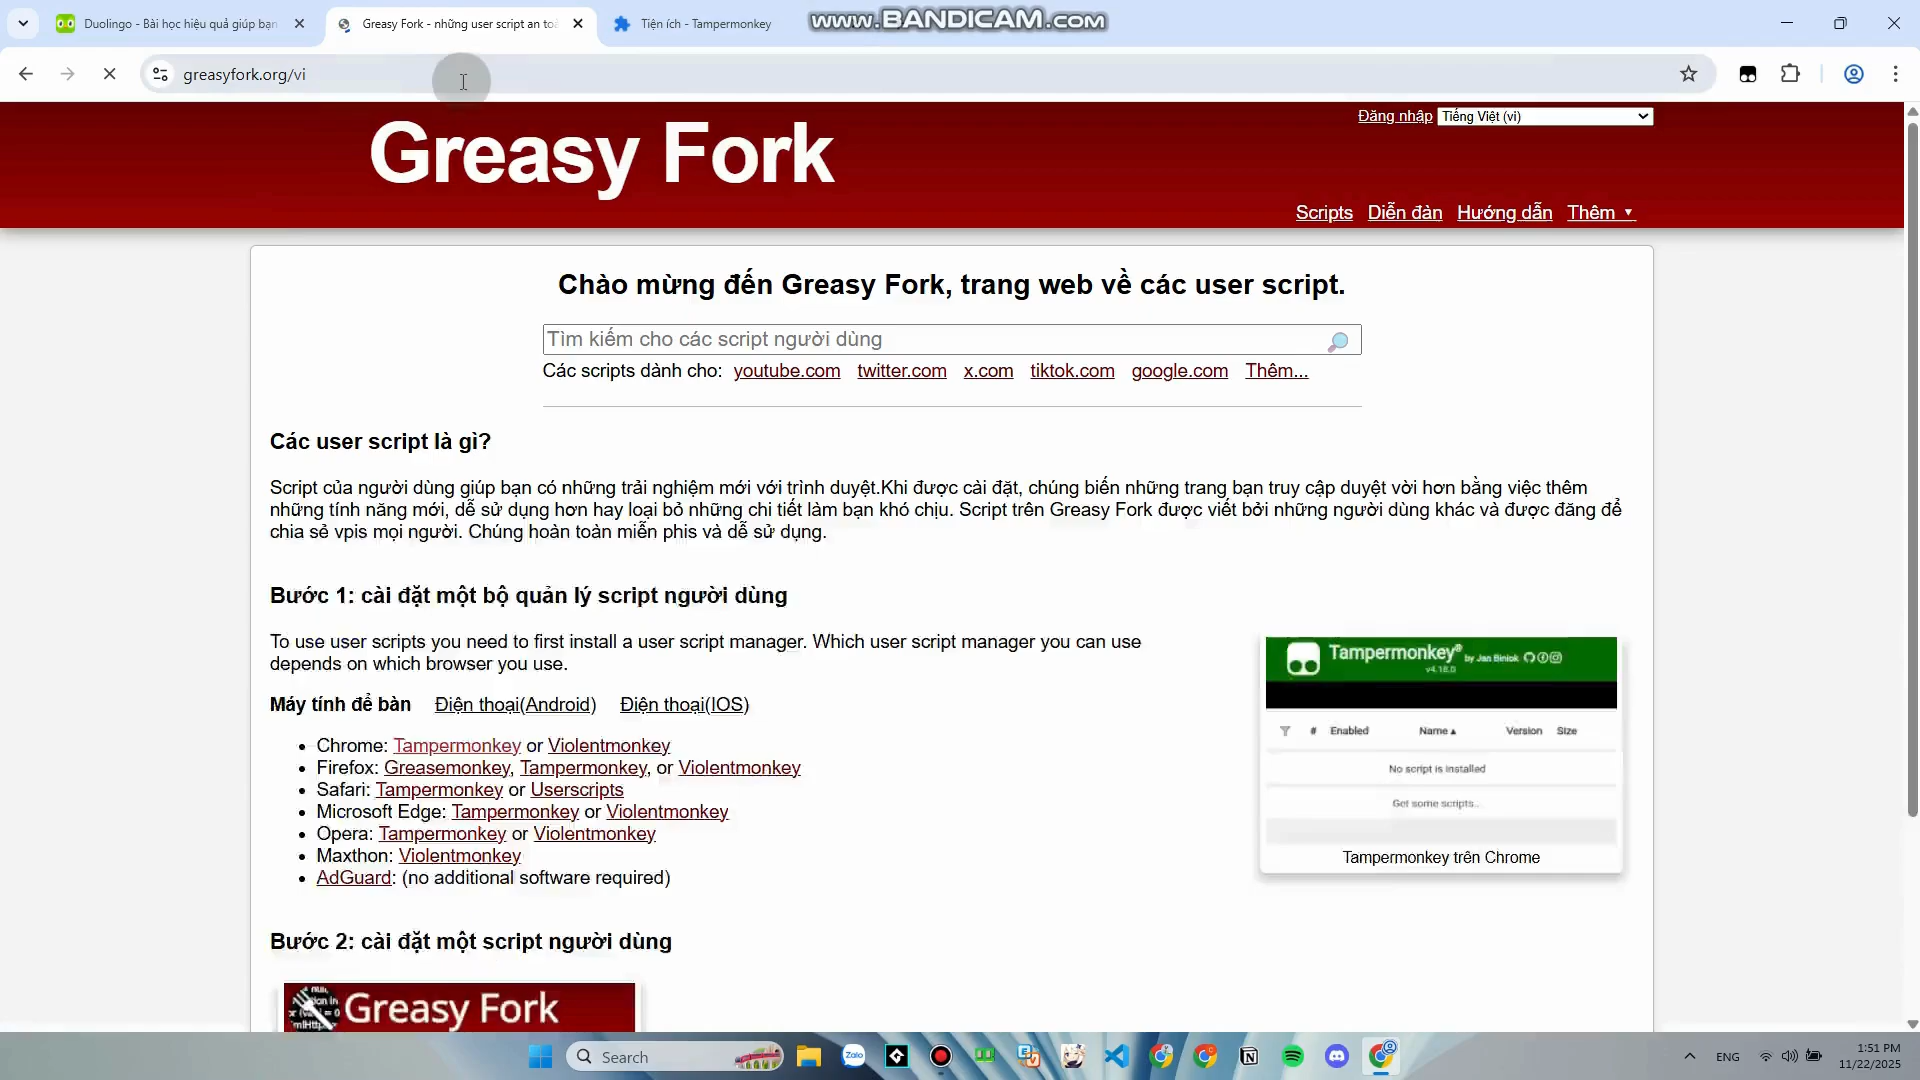 Duolingo - Bài học hiệu quả giúp bạn
Greasy Fork - những user script an toà
Tiện ích - Tampermonkey
www.BANDICAM.com
greasyfork.org/vi
Đăng nhập
Tiếng Việt (vi)
Greasy Fork
Scripts Diễn đàn Hướng dẫn Thêm ▼
Chào mừng đến Greasy Fork, trang web về các user script.
Tìm kiếm cho các script người dùng
Các scripts dành cho: youtube.com twitter.com x.com tiktok.com google.com Thêm...
Các user script là gì?
Script của người dùng giúp bạn có những trải nghiệm mới với trình duyệt.Khi được cài đặt, chúng biến những trang bạn truy cập duyệt vời hơn bằng việc thêm
những tính năng mới, dễ sử dụng hơn hay loại bỏ những chi tiết làm bạn khó chịu. Script trên Greasy Fork được viết bởi những người dùng khác và được đăng để
chia sẻ vpis mọi người. Chúng hoàn toàn miễn phis và dễ sử dụng.
Bước 1: cài đặt một bộ quản lý script người dùng
To use user scripts you need to first install a user script manager. Which user script manager you can use
depends on which browser you use.
Máy tính để bàn Điện thoại(Android) Điện thoại(IOS)
• Chrome: Tampermonkey or Violentmonkey
• Firefox: Greasemonkey, Tampermonkey, or Violentmonkey
• Safari: Tampermonkey or Userscripts
• Microsoft Edge: Tampermonkey or Violentmonkey
• Opera: Tampermonkey or Violentmonkey
• Maxthon: Violentmonkey
• AdGuard: (no additional software required)
Tampermonkey® by Jan Biniok
v4.18.0
# Enabled Name ▲ Version Size
No script is installed
Get some scripts...
Tampermonkey trên Chrome
Bước 2: cài đặt một script người dùng
Greasy Fork
Search
Zalo
ENG
1:51 PM
11/22/2025